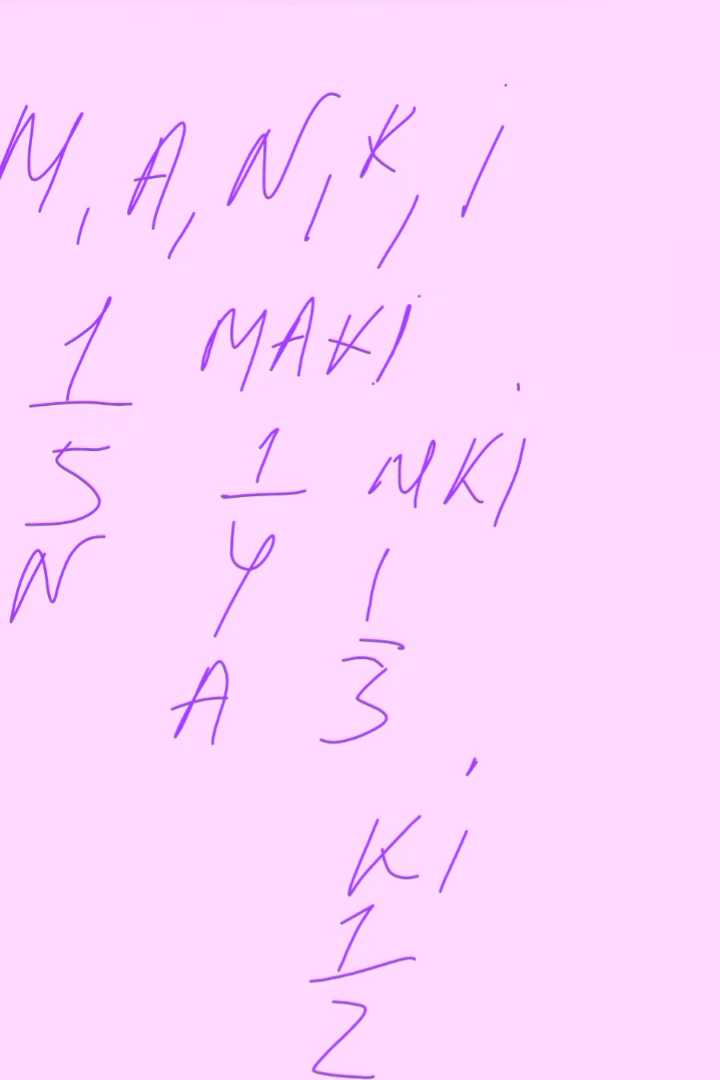 M, A, N, K, i
1/5 MAKi
N 1/4 MKi
A 1/3
Ki
1/2